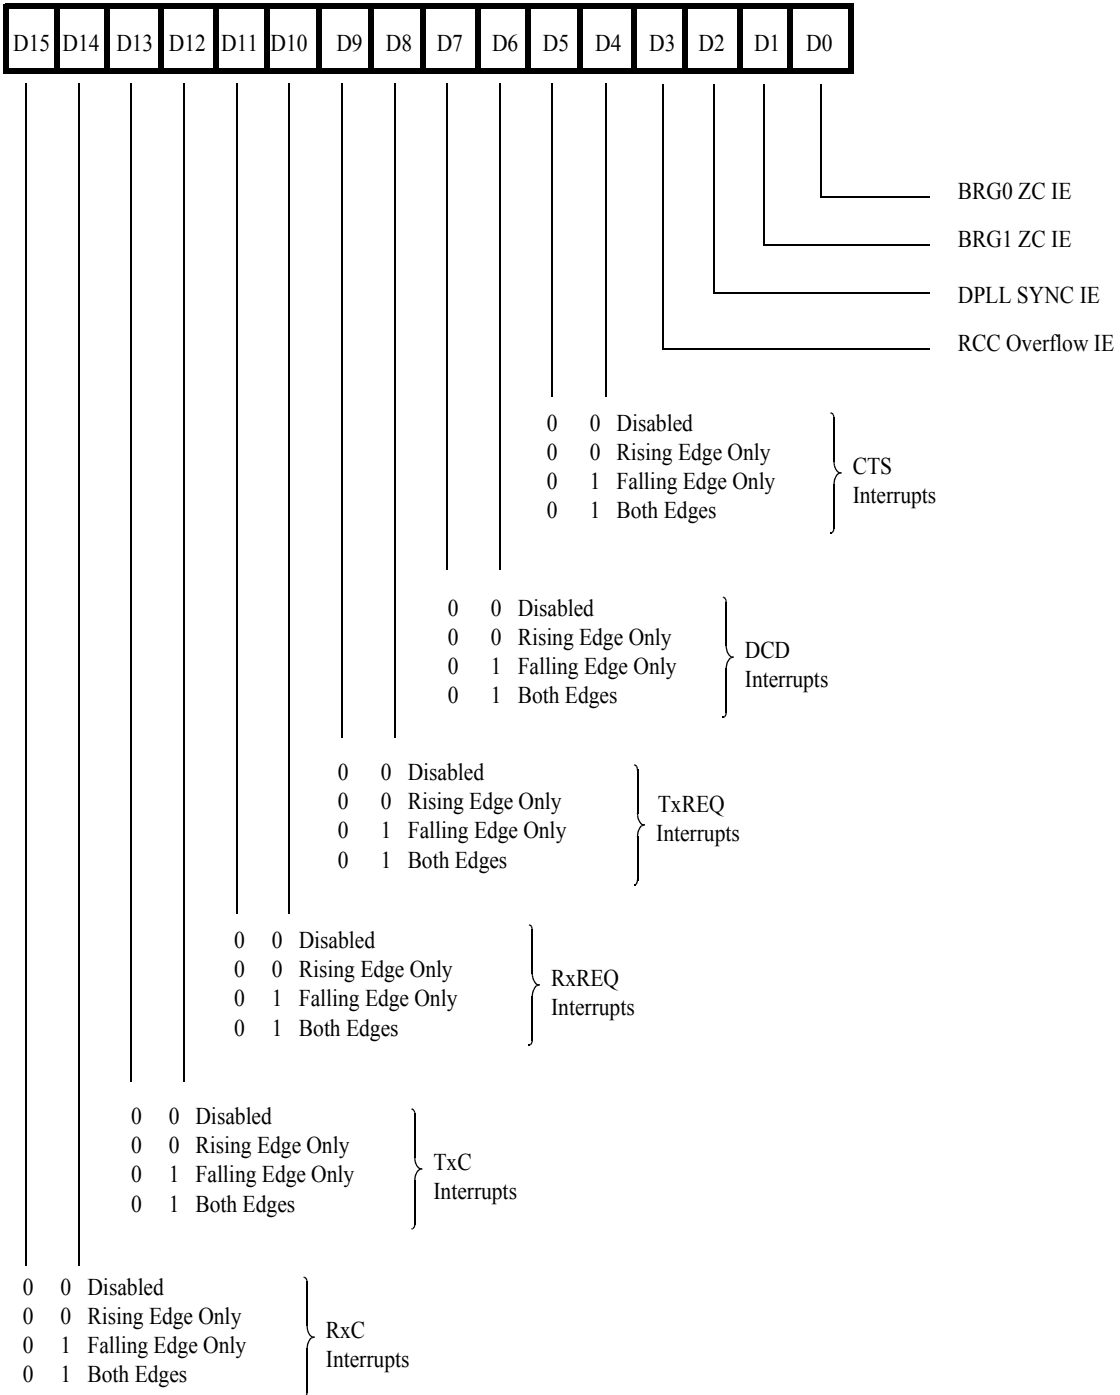 D15 D14 D13 D12 D11 D10 D9 D8 D7 D6 D5 D4 D3 D2 D1 D0
BRG0 ZC IE
BRG1 ZC IE
DPLL SYNC IE
RCC Overflow IE
0 0 Disabled
0 0 Rising Edge Only
0 1 Falling Edge Only
0 1 Both Edges
CTS
Interrupts
0 0 Disabled
0 0 Rising Edge Only
0 1 Falling Edge Only
0 1 Both Edges
DCD
Interrupts
0 0 Disabled
0 0 Rising Edge Only
0 1 Falling Edge Only
0 1 Both Edges
TxREQ
Interrupts
0 0 Disabled
0 0 Rising Edge Only
0 1 Falling Edge Only
0 1 Both Edges
RxREQ
Interrupts
0 0 Disabled
0 0 Rising Edge Only
0 1 Falling Edge Only
0 1 Both Edges
TxC
Interrupts
0 0 Disabled
0 0 Rising Edge Only
0 1 Falling Edge Only
0 1 Both Edges
RxC
Interrupts